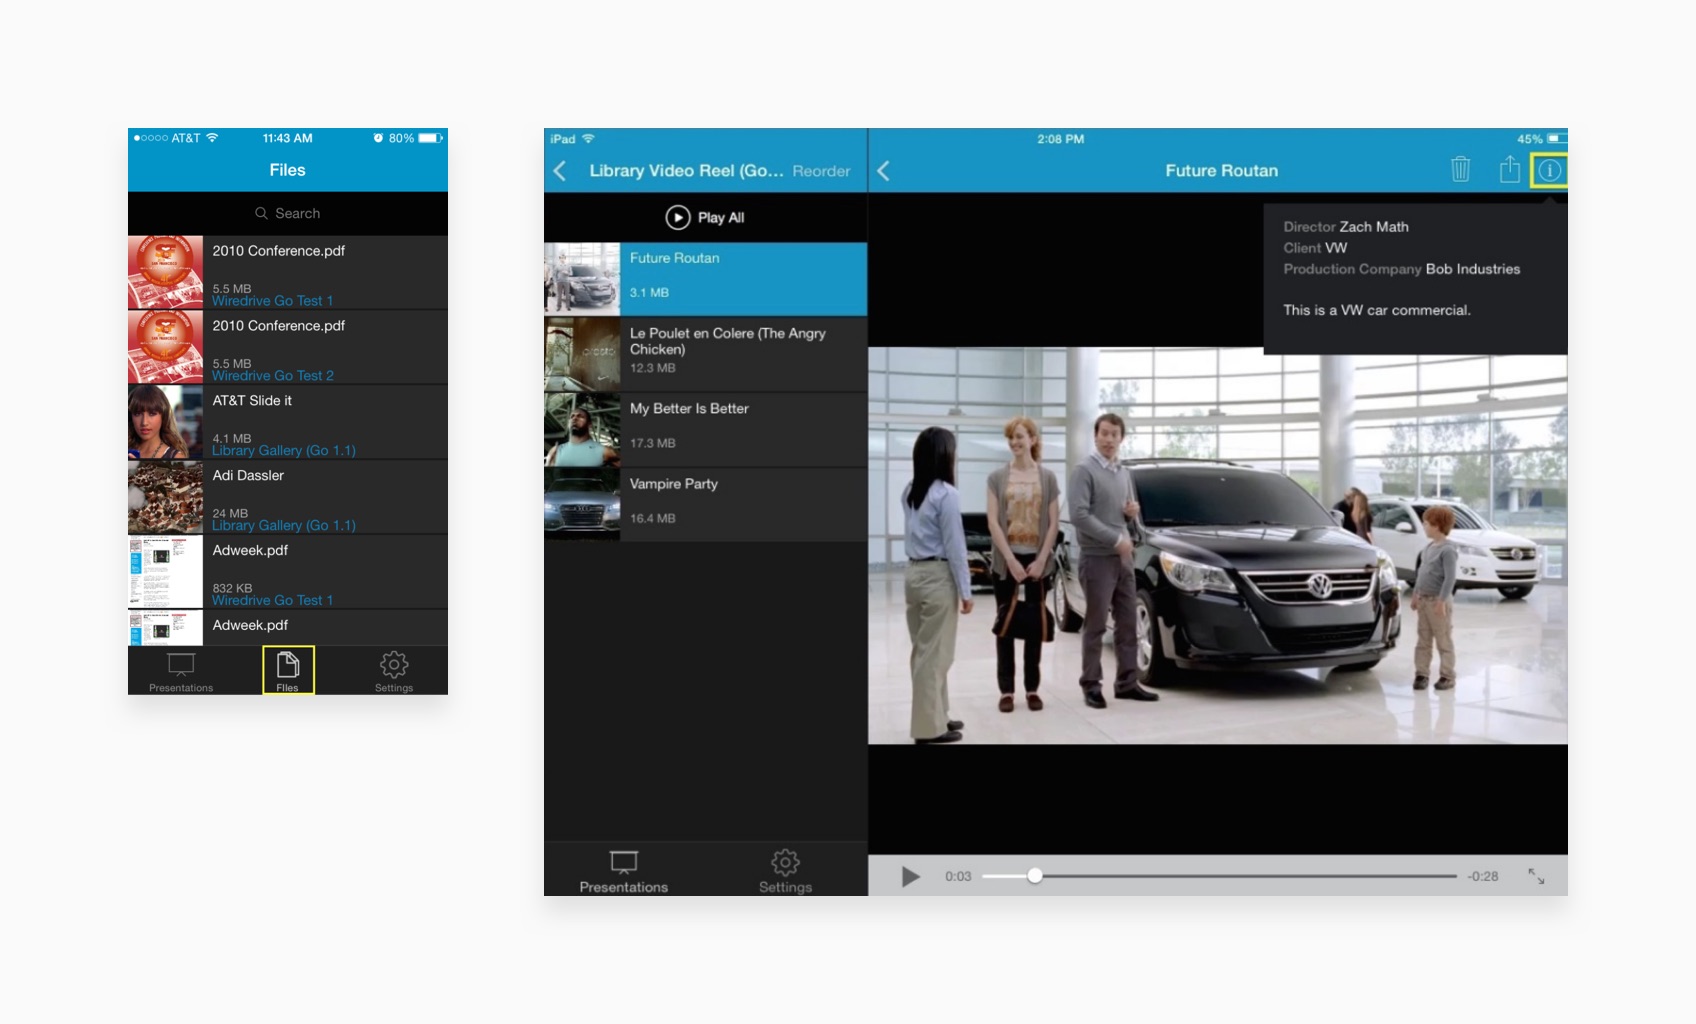 AT&T 11:43 AM 80%
Files
Search
2010 Conference.pdf
5.5 MB
Wiredrive Go Test 1
2010 Conference.pdf
5.5 MB
Wiredrive Go Test 2
AT&T Slide it
4.1 MB
Library Gallery (Go 1.1)
Adi Dassler
24 MB
Library Gallery (Go 1.1)
Adweek.pdf
832 KB
Wiredrive Go Test 1
Adweek.pdf
Presentations Files Settings
iPad 2:08 PM 45%
Library Video Reel (Go... Reorder
Future Routan
Play All
Future Routan
3.1 MB
Le Poulet en Colere (The Angry
Chicken)
12.3 MB
My Better Is Better
17.3 MB
Vampire Party
16.4 MB
Presentations Settings
Director Zach Math
Client VW
Production Company Bob Industries
This is a VW car commercial.
0:03 -0:28